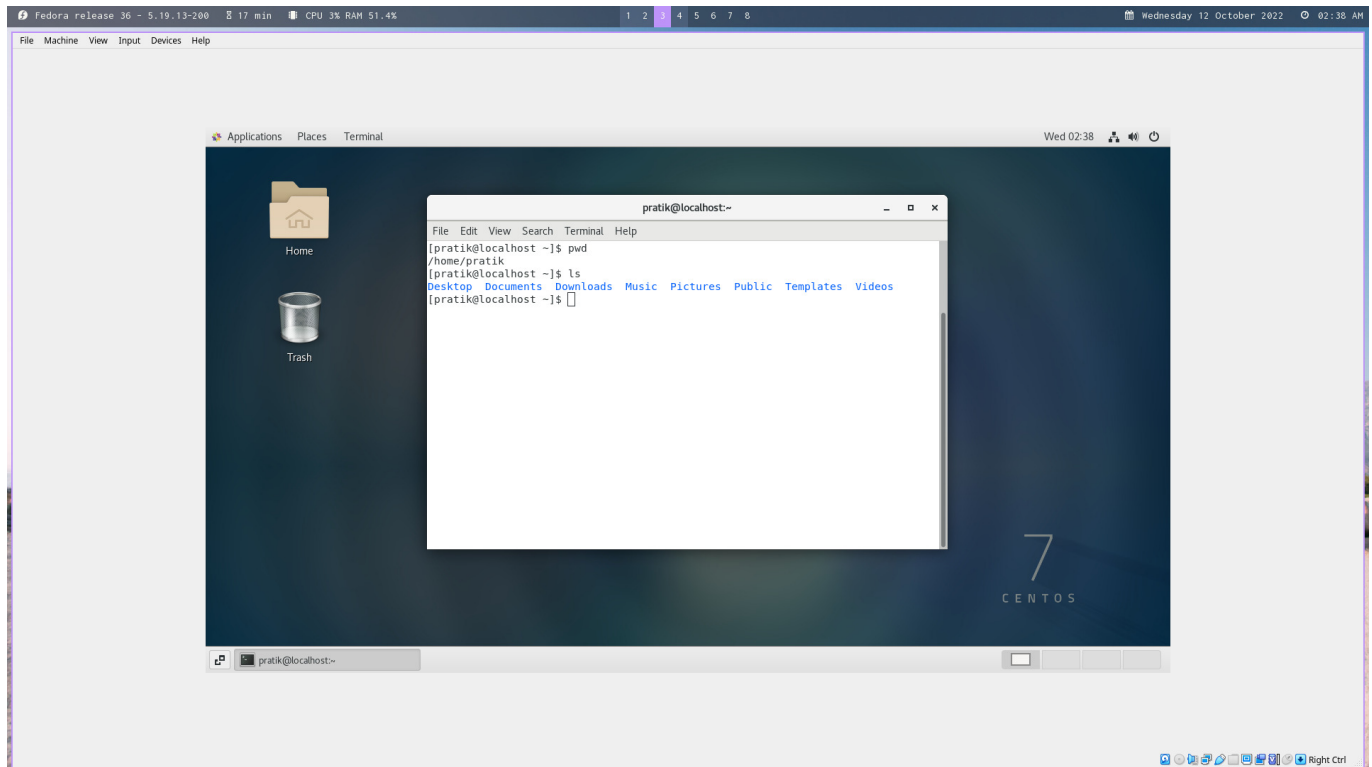 Fedora release 36 - 5.19.13-200 17 min CPU 3% RAM 51.4% 1 2 3 4 5 6 7 8 Wednesday 12 October 2022 02:38 AM
File Machine View Input Devices Help
Applications Places Terminal Wed 02:38
pratik@localhost:~
File Edit View Search Terminal Help
[pratik@localhost ~]$ pwd
/home/pratik
[pratik@localhost ~]$ ls
Desktop Documents Downloads Music Pictures Public Templates Videos
[pratik@localhost ~]$
Home
Trash
7
CENTOS
pratik@localhost:~
Right Ctrl